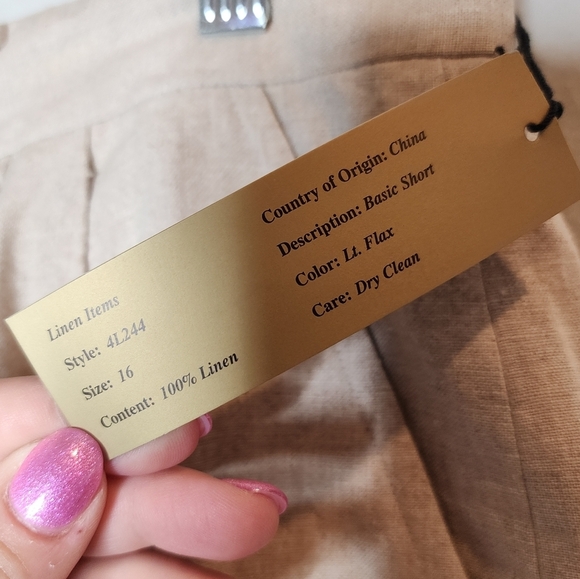 Linen Items
Style: 4L244
Size: 16
Content: 100% Linen
Country of Origin: China
Description: Basic Short
Color: Lt. Flax
Care: Dry Clean